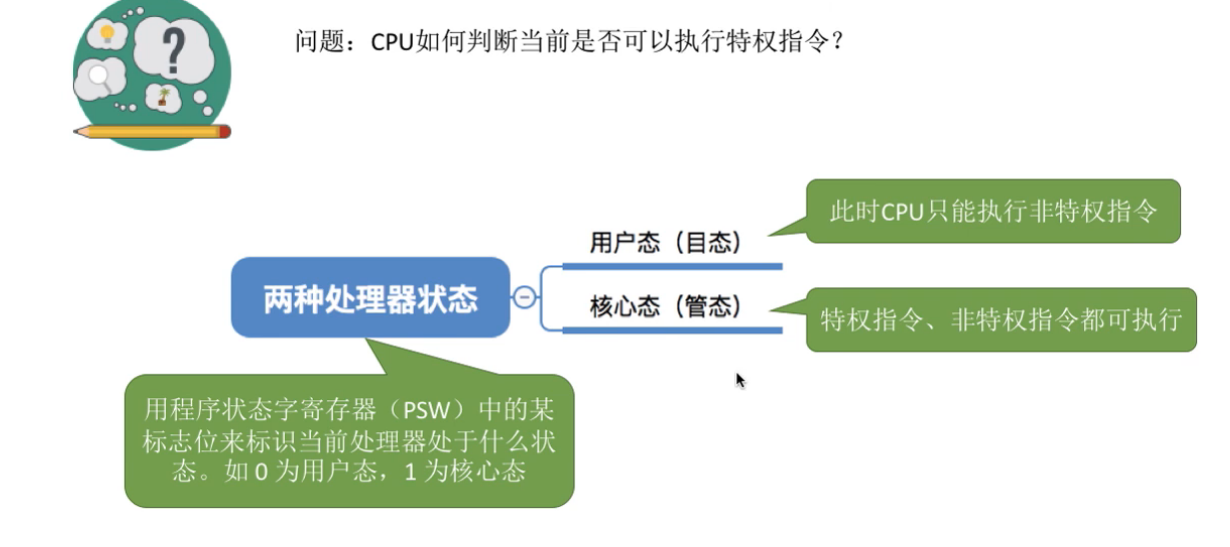 ?
问题：CPU如何判断当前是否可以执行特权指令？
此时CPU只能执行非特权指令
用户态（目态）
两种处理器状态
核心态（管态）
特权指令、非特权指令都可执行
用程序状态字寄存器（PSW）中的某
标志位来标识当前处理器处于什么状
态。如 0 为用户态，1 为核心态